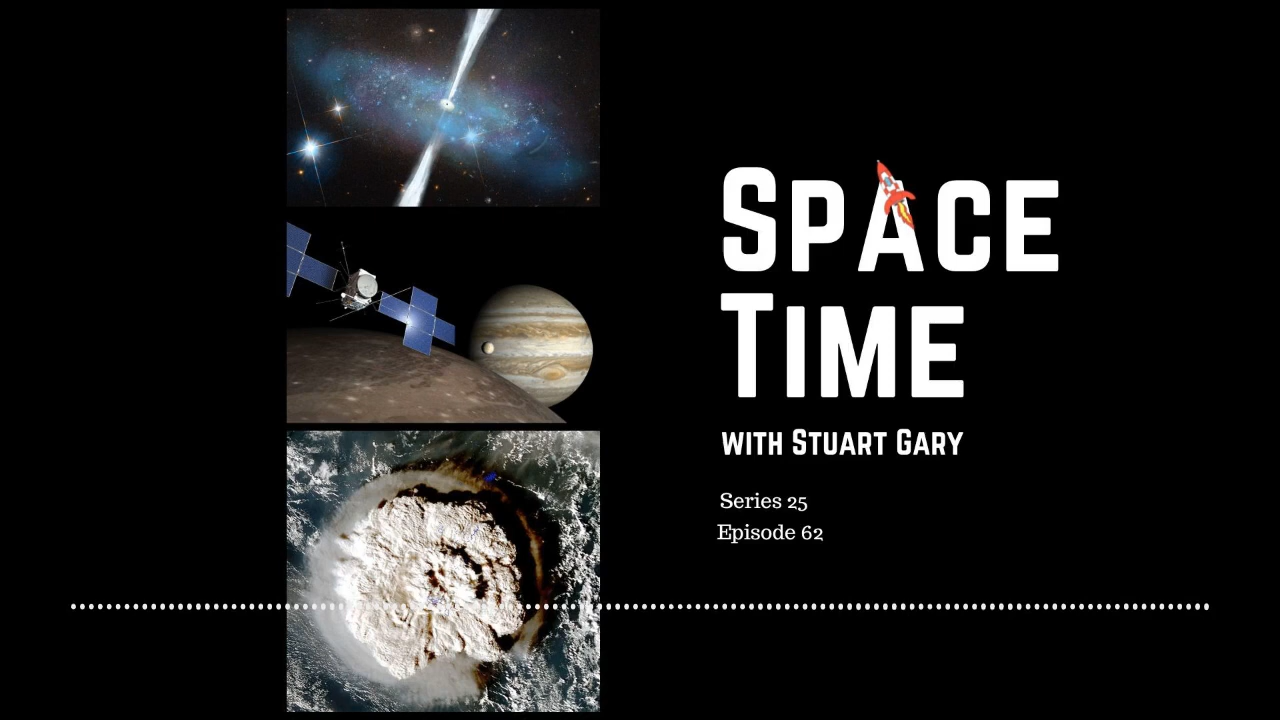 SPACE
TIME
WITH STUART GARY
Series 25
Episode 62